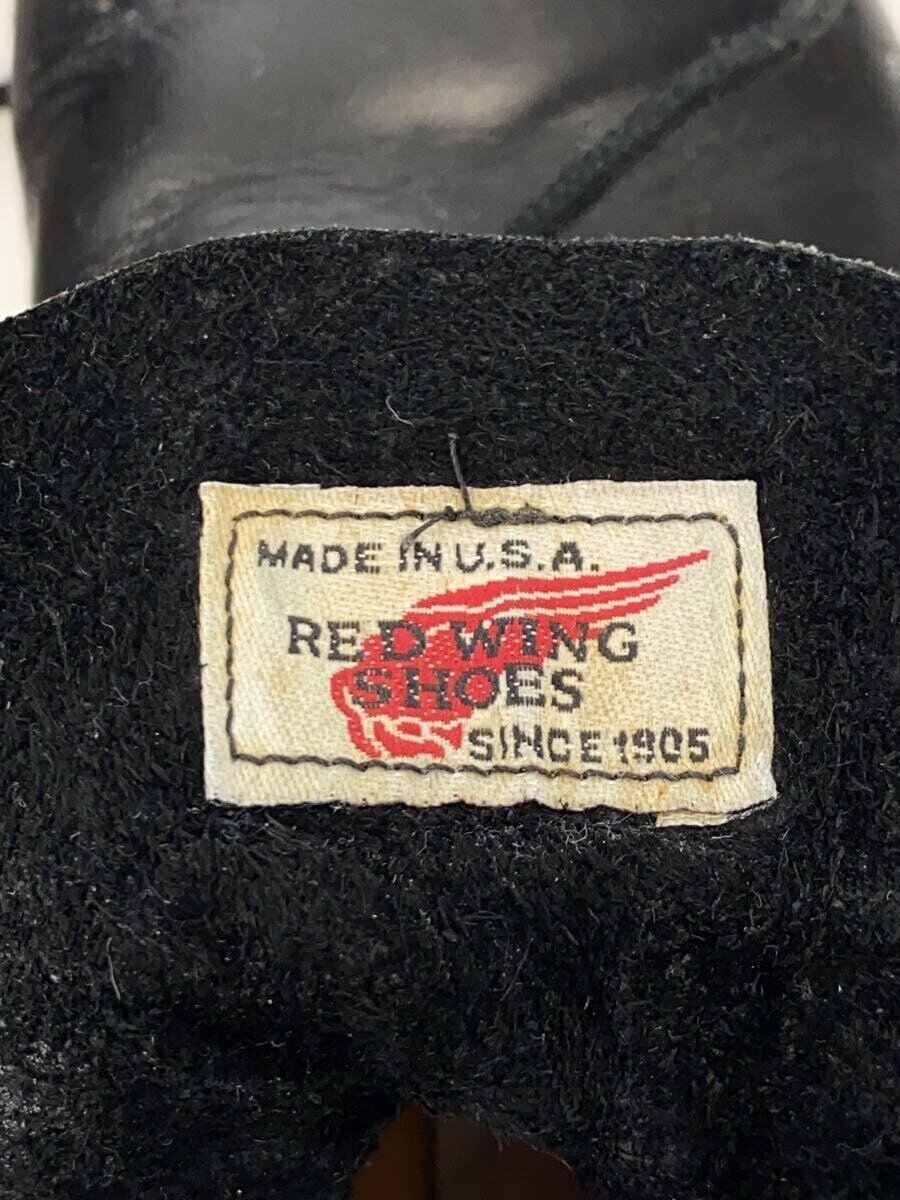 MADE IN U.S.A.
RED WING
SHOES
SINCE 1905